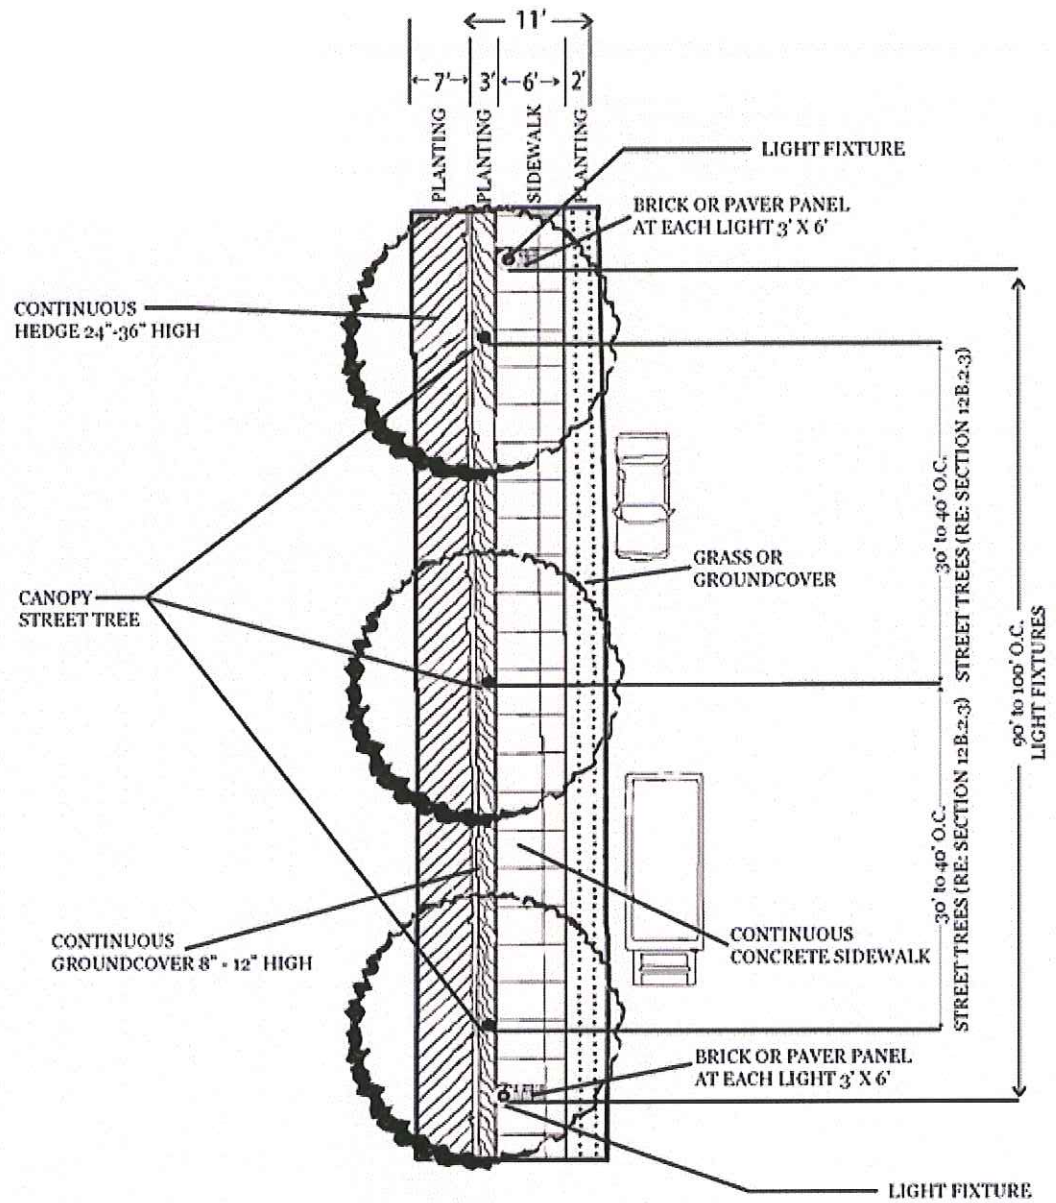 11'
7' 3' 6' 2'
PLANTING
PLANTING
SIDEWALK
PLANTING
LIGHT FIXTURE
BRICK OR PAVER PANEL
AT EACH LIGHT 3' X 6'
CONTINUOUS
HEDGE 24"-36" HIGH
30' to 40' O.C.
STREET TREES (RE: SECTION 12B.2.3)
GRASS OR
GROUNDCOVER
CANOPY
STREET TREE
90' to 100' O.C.
LIGHT FIXTURES
30' to 40' O.C.
STREET TREES (RE: SECTION 12B.2.3)
CONTINUOUS
GROUNDCOVER 8" - 12" HIGH
CONTINUOUS
CONCRETE SIDEWALK
BRICK OR PAVER PANEL
AT EACH LIGHT 3' X 6'
LIGHT FIXTURE